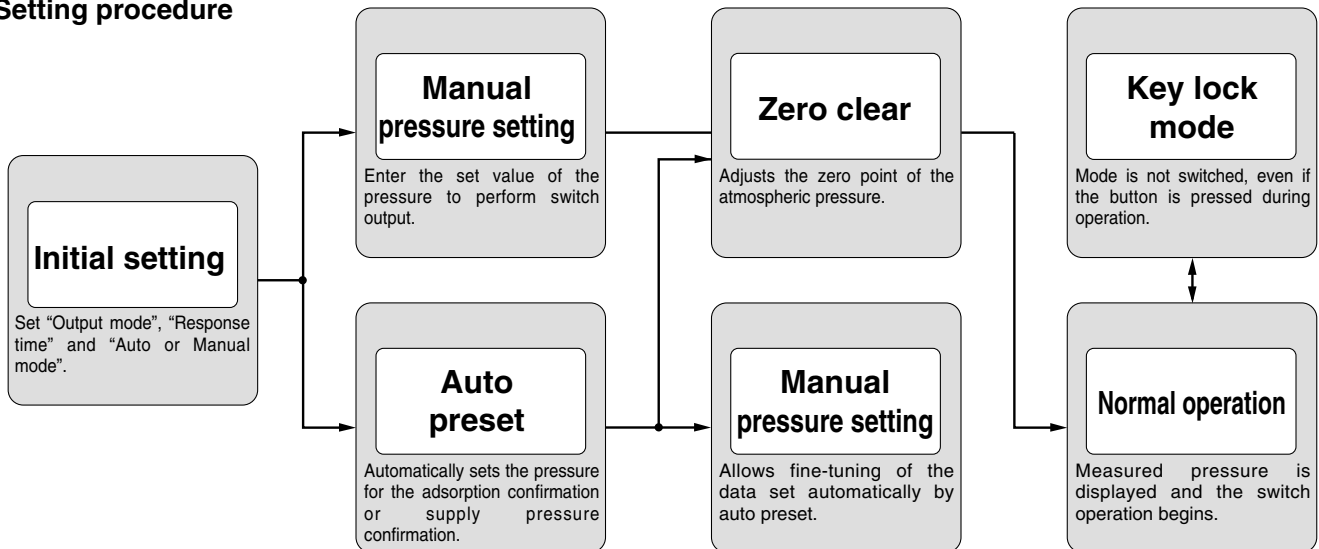 Setting procedure
Initial setting
Set “Output mode”, “Response
time” and “Auto or Manual
mode”.
Manual
pressure setting
Enter the set value of the
pressure to perform switch
output.
Auto
preset
Automatically sets the pressure
for the adsorption confirmation
or supply pressure
confirmation.
Zero clear
Adjusts the zero point of the
atmospheric pressure.
Manual
pressure setting
Allows fine-tuning of the
data set automatically by
auto preset.
Key lock
mode
Mode is not switched, even if
the button is pressed during
operation.
Normal operation
Measured pressure is
displayed and the switch
operation begins.